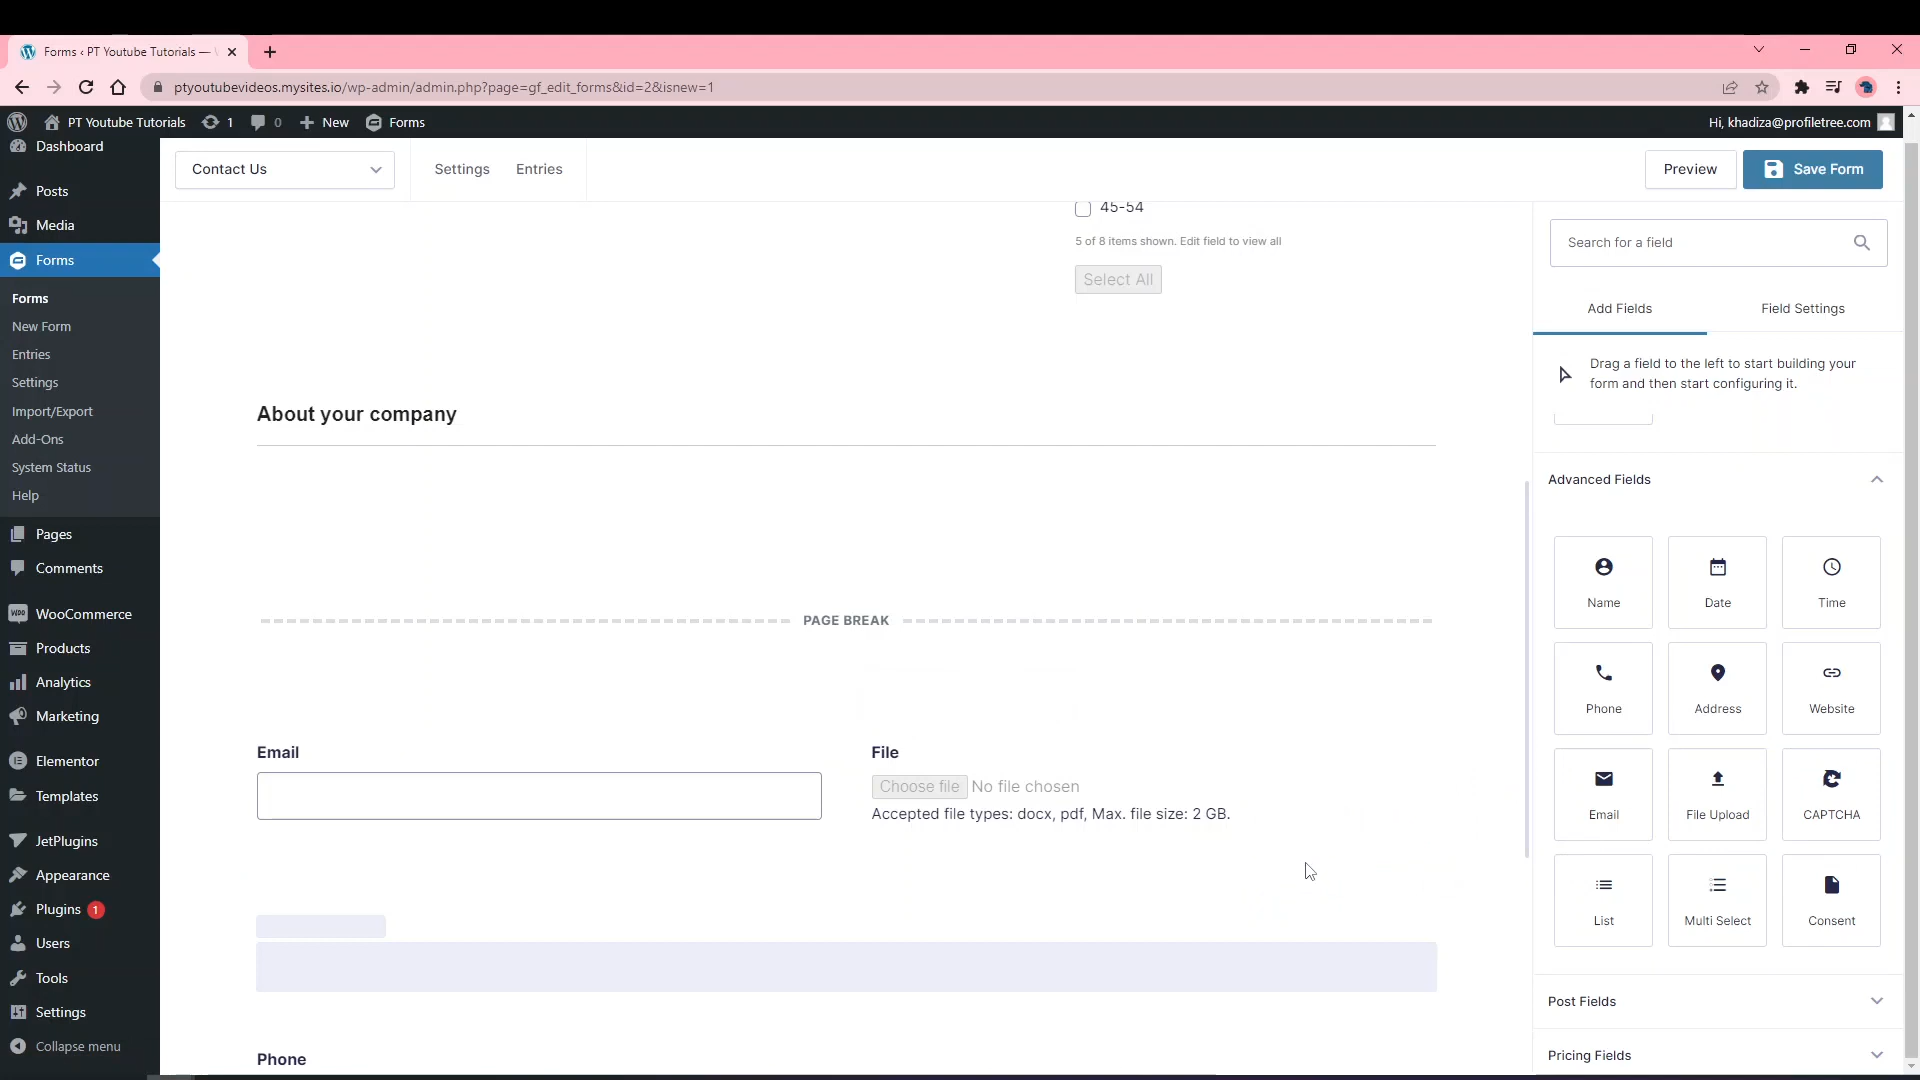 Forms ‹ PT Youtube Tutorials —
ptyoutubevideos.mysites.io/wp-admin/admin.php?page=gf_edit_forms&id=2&isnew=1
PT Youtube Tutorials
1
0
New
Forms
Hi, khadiza@profiletree.com
Dashboard
Posts
Media
Forms
Forms
New Form
Entries
Settings
Import/Export
Add-Ons
System Status
Help
Pages
Comments
WooCommerce
Products
Analytics
Marketing
Elementor
Templates
JetPlugins
Appearance
Plugins 1
Users
Tools
Settings
Collapse menu
Contact Us
Settings
Entries
Preview
Save Form
45-54
5 of 8 items shown. Edit field to view all
Select All
About your company
PAGE BREAK
Email
File
Choose file No file chosen
Accepted file types: docx, pdf, Max. file size: 2 GB.
Phone
Search for a field
Add Fields
Field Settings
Drag a field to the left to start building your
form and then start configuring it.
Advanced Fields
Name
Date
Time
Phone
Address
Website
Email
File Upload
CAPTCHA
List
Multi Select
Consent
Post Fields
Pricing Fields